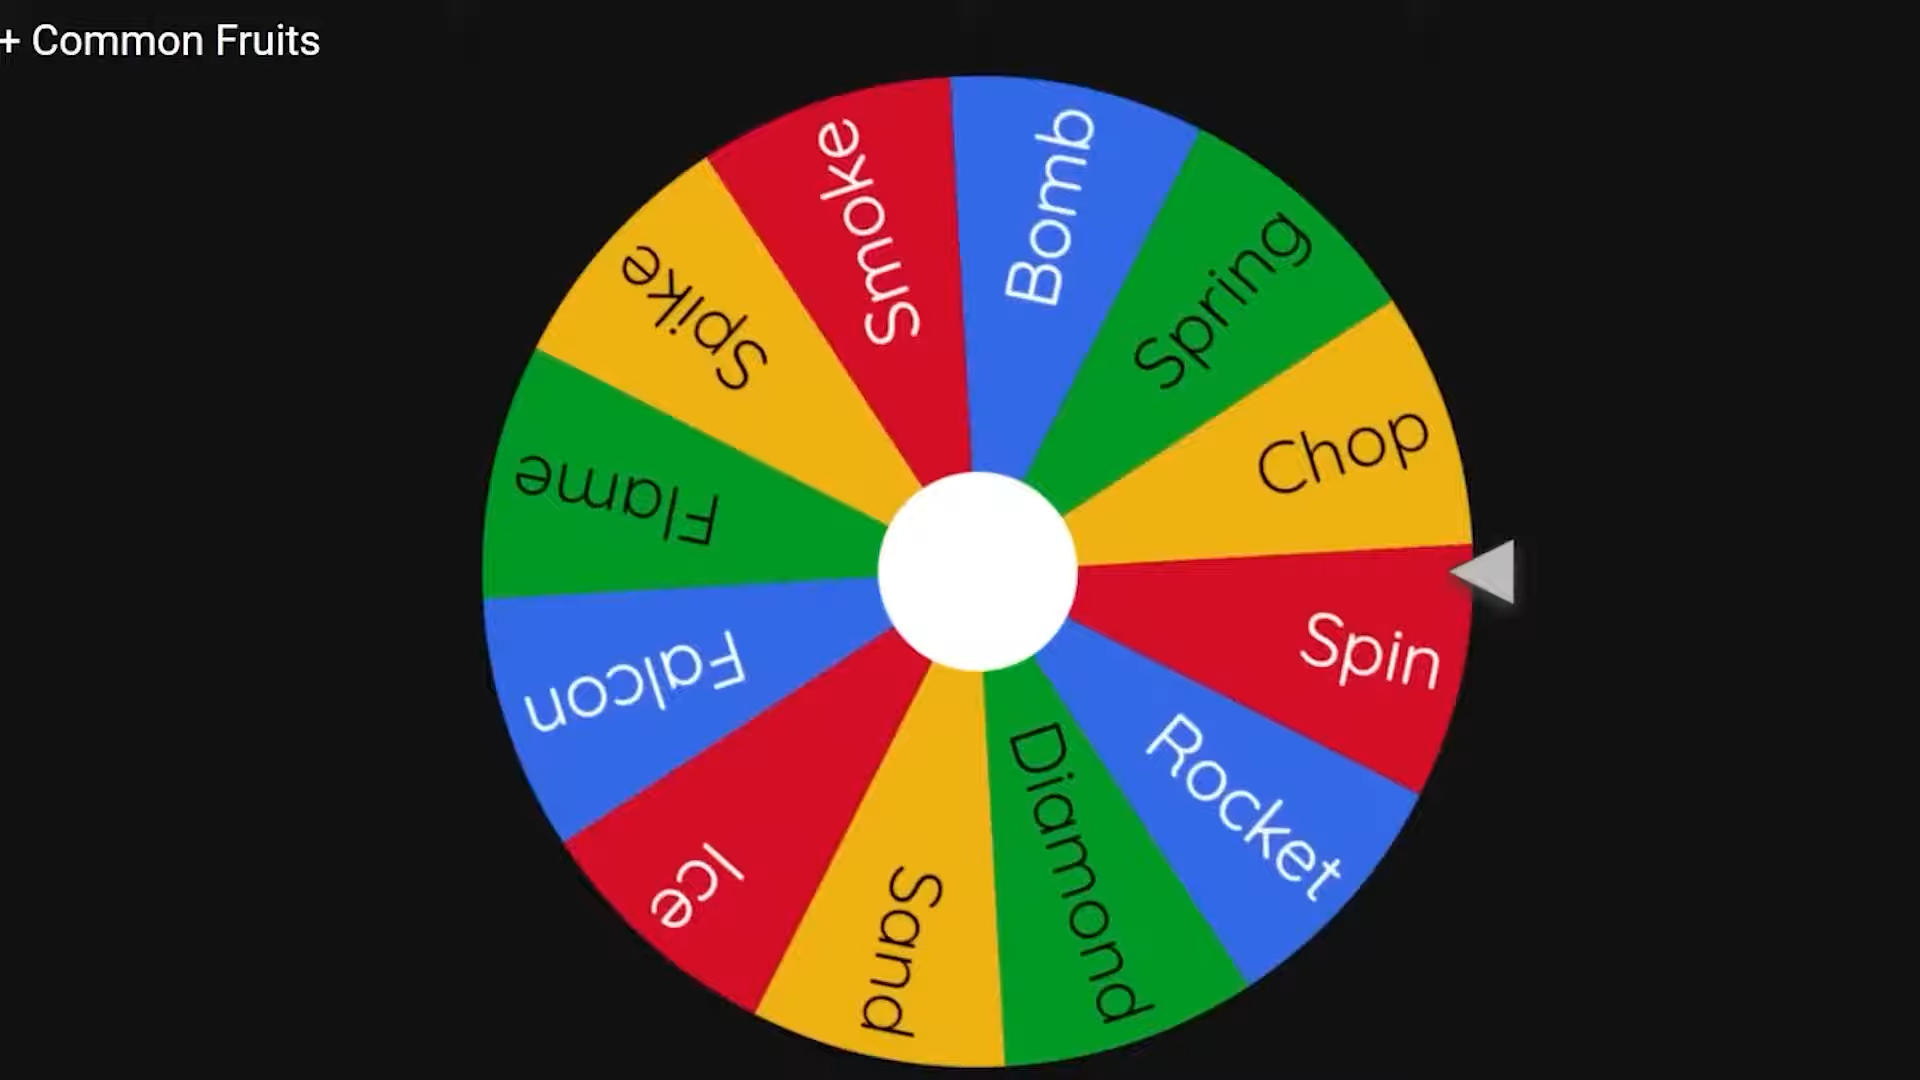 + Common Fruits
Bomb
Spring
Chop
Spin
Rocket
Diamond
Sand
Ice
Falcon
Flame
Spike
Smoke